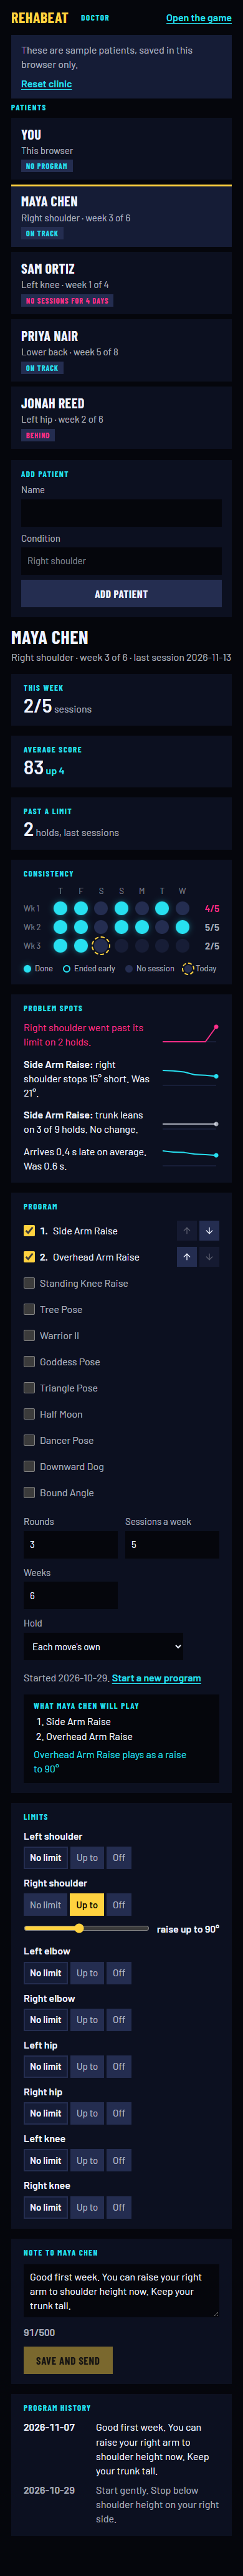 REHABEAT DOCTOR Open the game
These are sample patients, saved in this
browser only.
Reset clinic
PATIENTS
YOU
This browser
NO PROGRAM
MAYA CHEN
Right shoulder · week 3 of 6
ON TRACK
SAM ORTIZ
Left knee · week 1 of 4
NO SESSIONS FOR 4 DAYS
PRIYA NAIR
Lower back · week 5 of 8
ON TRACK
JONAH REED
Left hip · week 2 of 6
BEHIND
ADD PATIENT
Name
Condition
Right shoulder
ADD PATIENT
MAYA CHEN
Right shoulder · week 3 of 6 · last session 2026-11-13
THIS WEEK
2/5 sessions
AVERAGE SCORE
83 up 4
PAST A LIMIT
2 holds, last sessions
CONSISTENCY
T F S S M T W
Wk 1 4/5
Wk 2 5/5
Wk 3 2/5
Done Ended early No session Today
PROBLEM SPOTS
Right shoulder went past its
limit on 2 holds.
Side Arm Raise: right
shoulder stops 15° short. Was
21°.
Side Arm Raise: trunk leans
on 3 of 9 holds. No change.
Arrives 0.4 s late on average.
Was 0.6 s.
PROGRAM
1. Side Arm Raise ↑ ↓
2. Overhead Arm Raise ↑ ↓
Standing Knee Raise
Tree Pose
Warrior II
Goddess Pose
Triangle Pose
Half Moon
Dancer Pose
Downward Dog
Bound Angle
Rounds Sessions a week
3 5
Weeks
6
Hold
Each move's own
Started 2026-10-29. Start a new program
WHAT MAYA CHEN WILL PLAY
1. Side Arm Raise
2. Overhead Arm Raise
Overhead Arm Raise plays as a raise
to 90°
LIMITS
Left shoulder
No limit Up to Off
Right shoulder
No limit Up to Off
raise up to 90°
Left elbow
No limit Up to Off
Right elbow
No limit Up to Off
Left hip
No limit Up to Off
Right hip
No limit Up to Off
Left knee
No limit Up to Off
Right knee
No limit Up to Off
NOTE TO MAYA CHEN
Good first week. You can raise your right
arm to shoulder height now. Keep your
trunk tall.
91/500
SAVE AND SEND
PROGRAM HISTORY
2026-11-07 Good first week. You can
raise your right arm to
shoulder height now. Keep
your trunk tall.
2026-10-29 Start gently. Stop below
shoulder height on your right
side.